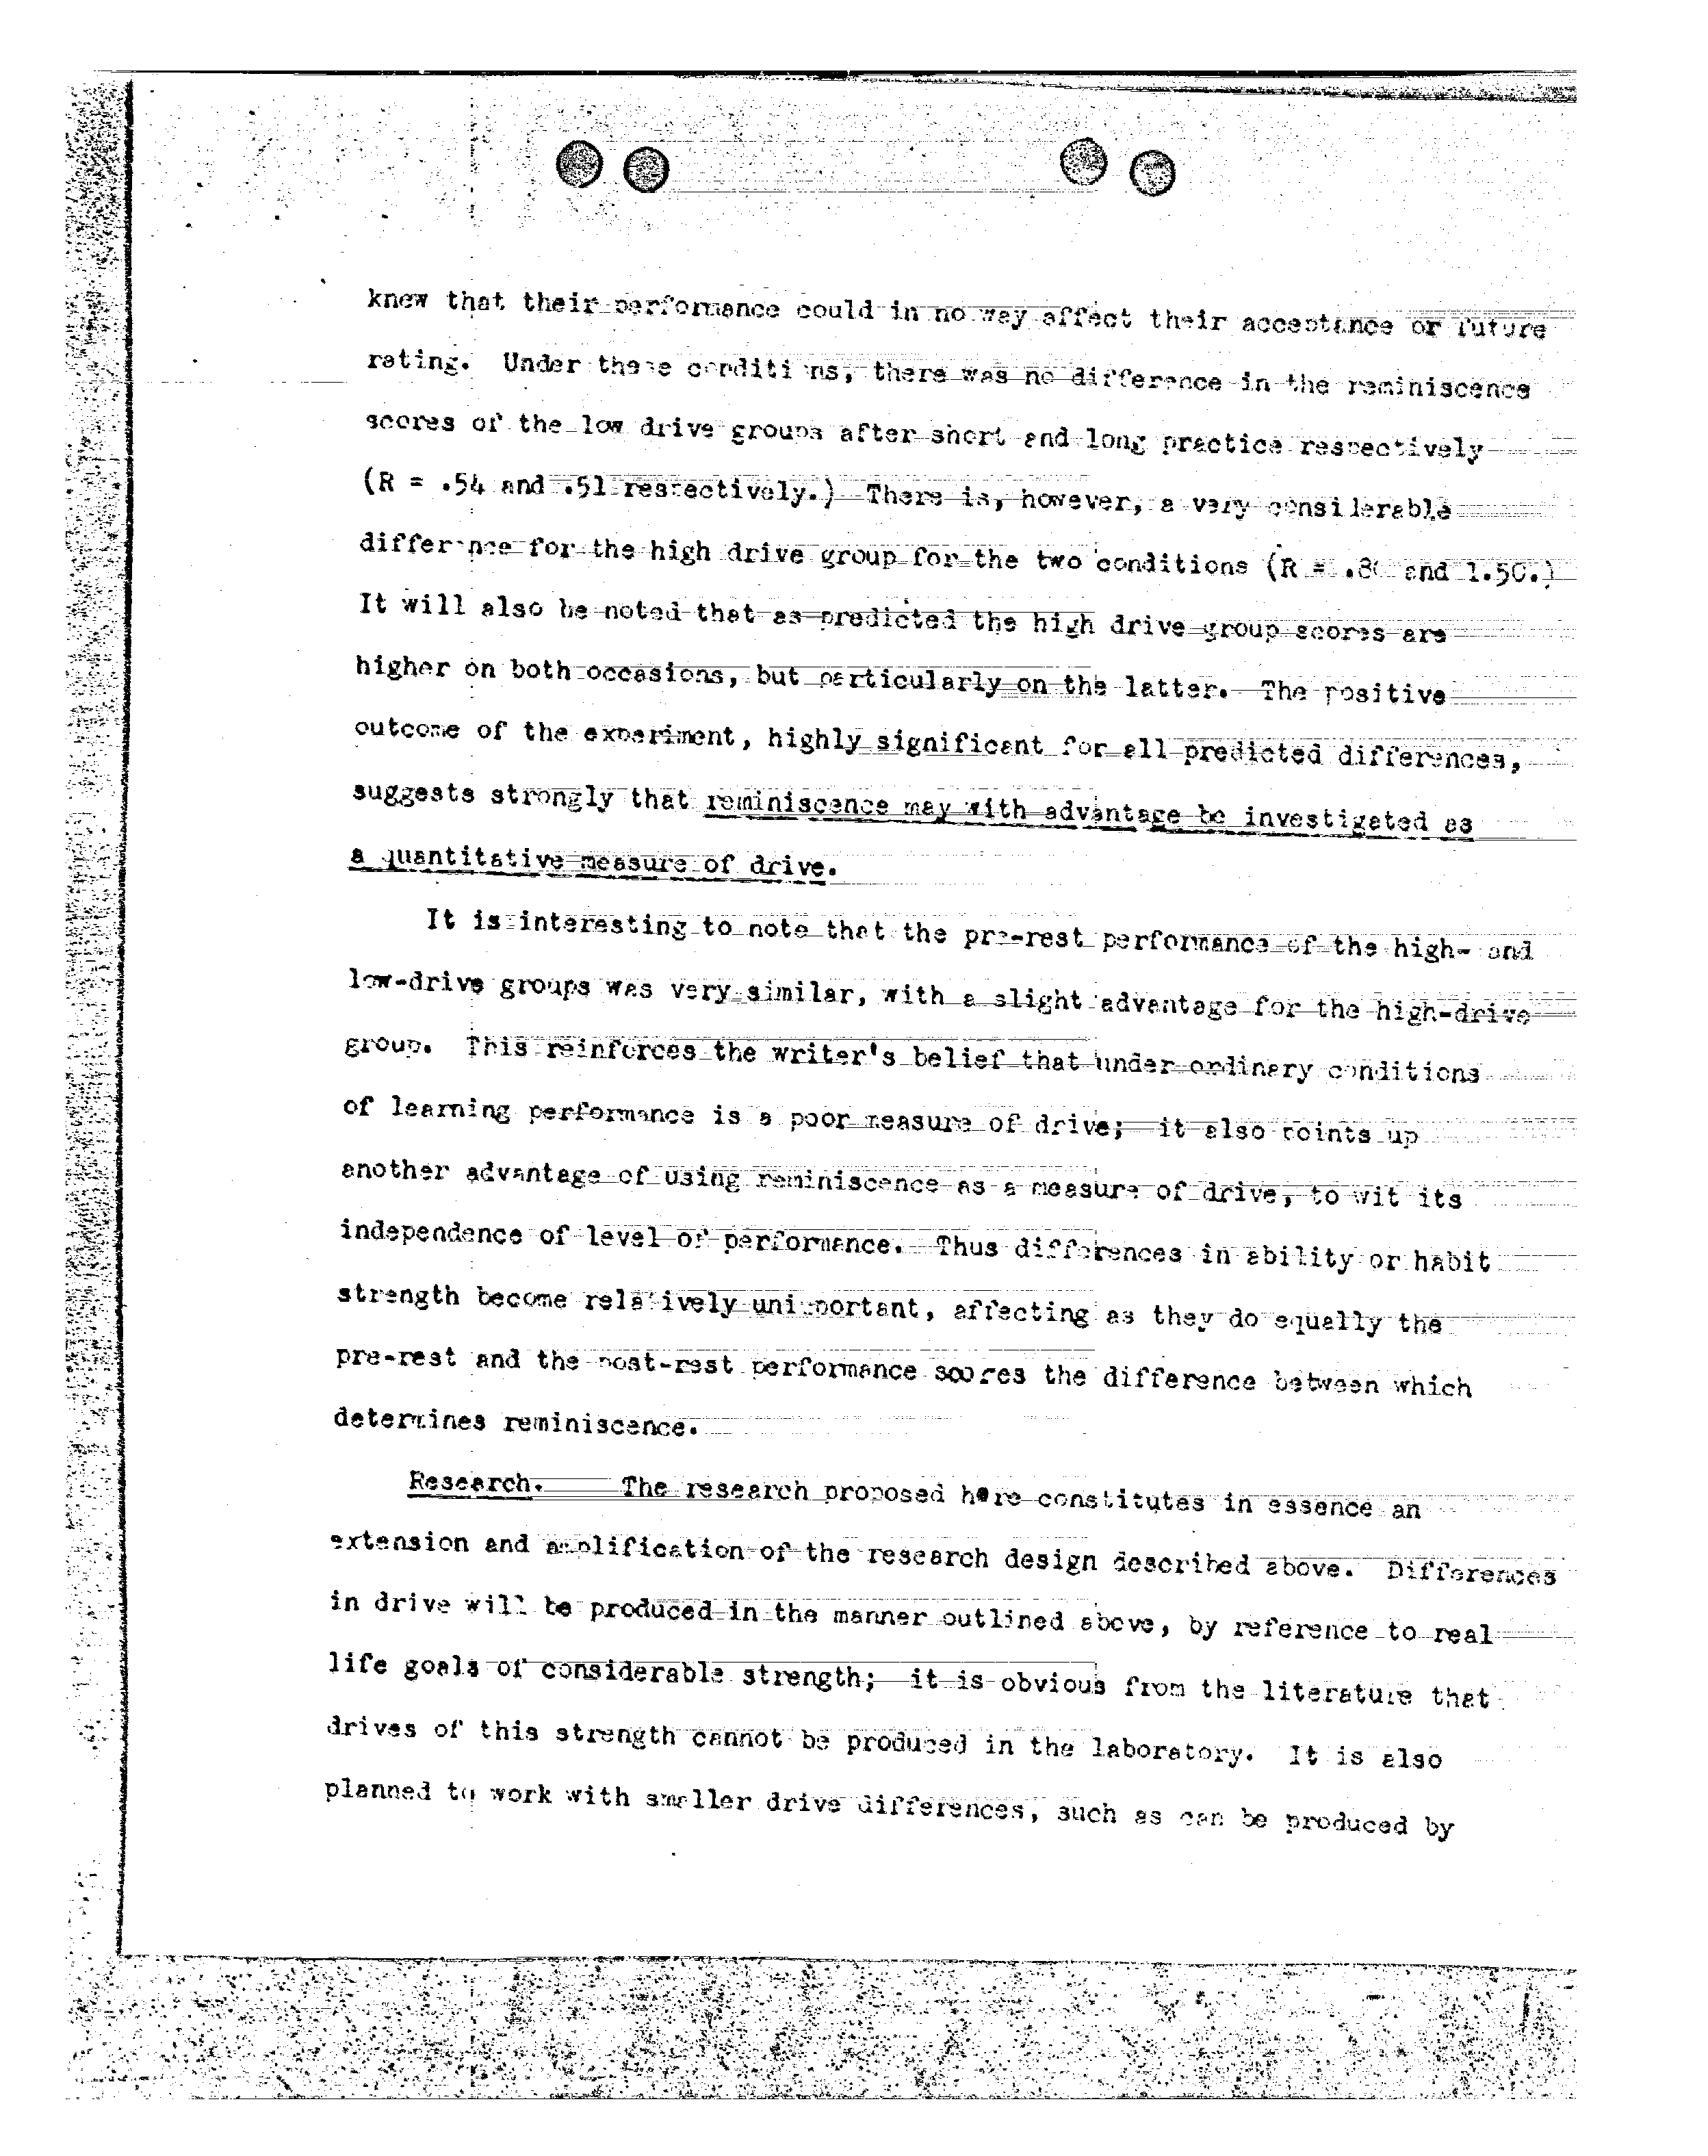 knew that their performance could in no way affect their acceptance or future
rating. Under these conditions, there was no difference in the reminiscence
scores of the low drive groups after short and long practice respectively
(R = .54 and .51 respectively.) There is, however, a very considerable
difference for the high drive group for the two conditions (R = and 1.50.)
It will also be noted that as predicted the high drive group scores are
higher on both occasions, but particularly on the latter. The positive
outcome of the experiment, highly significant for all predicted differences,
suggests strongly that reminiscence may with advantage be investigated as
a quantitative measure of drive.
It is interesting to note that the pre-rest performance of the high- and
low-drive groups was very similar, with a slight advantage for the high-drive
group. This reinforces the writer's belief that under ordinary conditions
of learning performance is a poor measure of drive; it also points up
another advantage of using reminiscence as a measure of drive, to wit its
independence of level of performance. Thus differences in ability or habit
strength become relatively unimportant, affecting as they do equally the
pre-rest and the post-rest performance scores the difference between which
determines reminiscence.
Research. The research proposed here constitutes in essence an
extension and amplification of the research design described above. Differences
in drive will be produced in the manner outlined above, by reference to real
life goals of considerable strength; it is obvious from the literature that
drives of this strength cannot be produced in the laboratory. It is also
planned to work with smaller drive differences, such as can be produced by